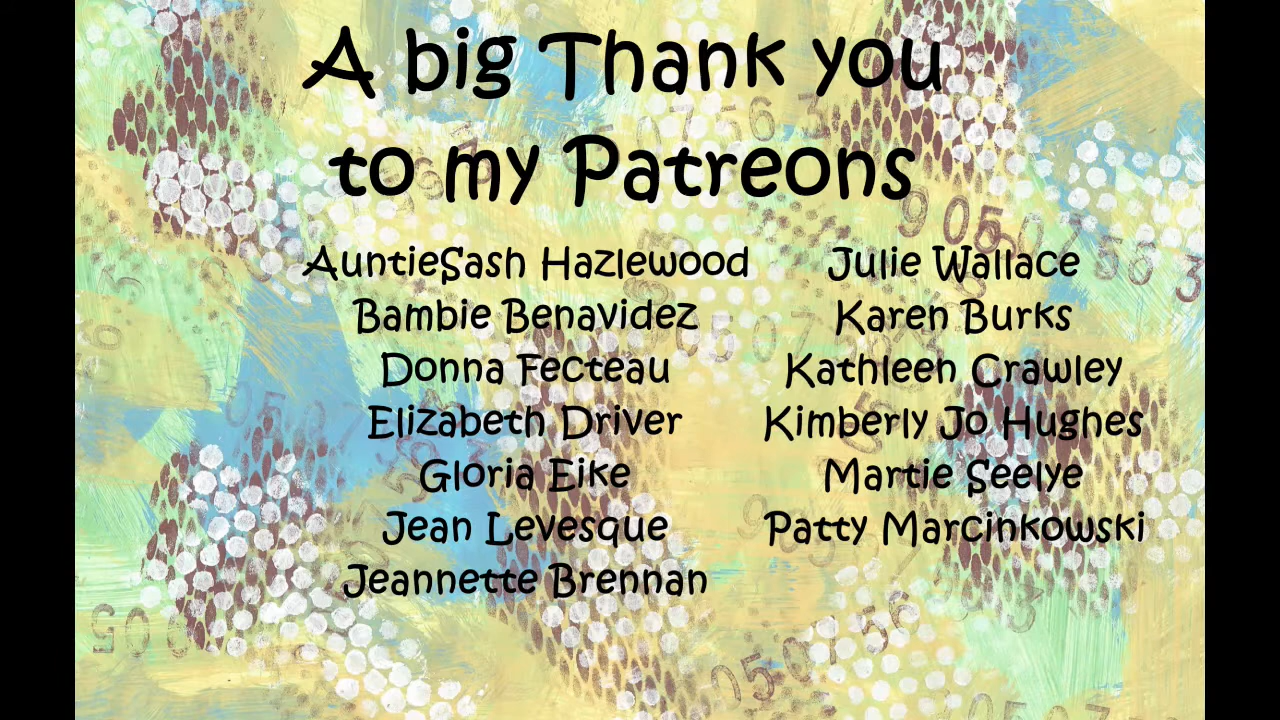 A big Thank you
to my Patreons
AuntieSash Hazlewood
Bambie Benavidez
Donna Fecteau
Elizabeth Driver
Gloria Eike
Jean Levesque
Jeannette Brennan
Julie Wallace
Karen Burks
Kathleen Crawley
Kimberly Jo Hughes
Martie Seelye
Patty Marcinkowski